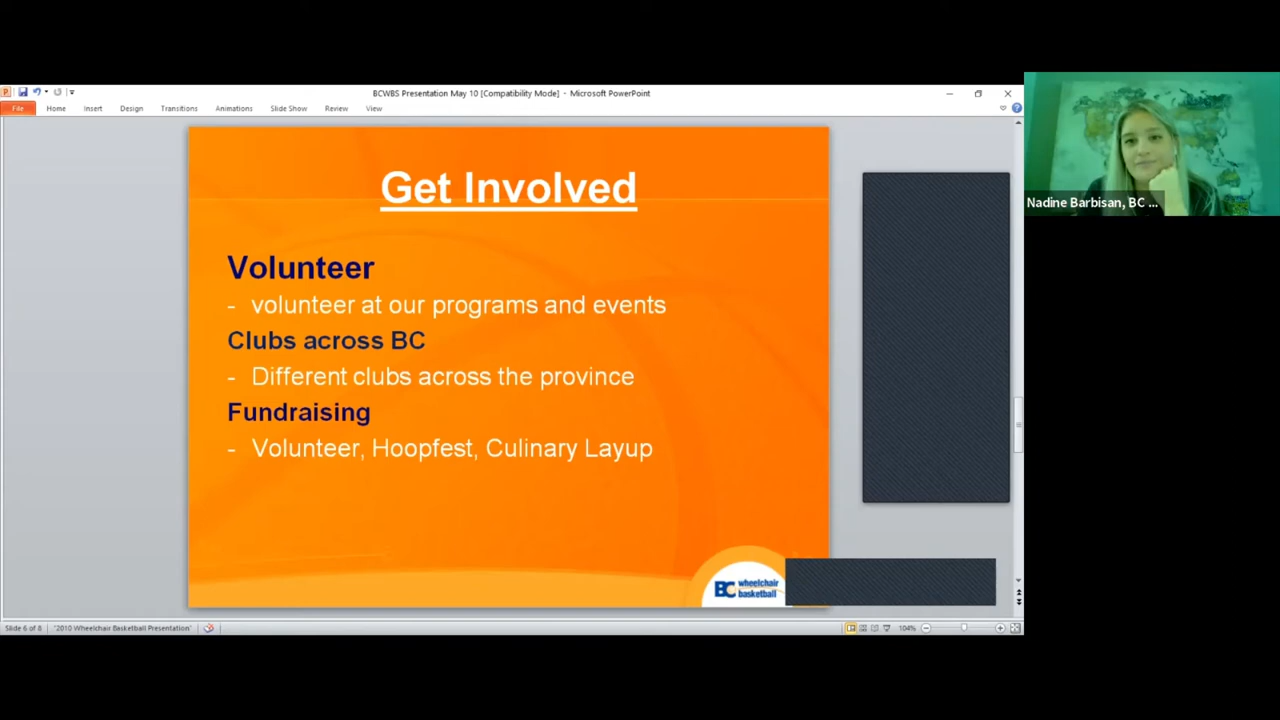 BCWBS Presentation May 10 [Compatibility Mode] - Microsoft PowerPoint
File Home Insert Design Transitions Animations Slide Show Review View
Get Involved
Volunteer
- volunteer at our programs and events
Clubs across BC
- Different clubs across the province
Fundraising
- Volunteer, Hoopfest, Culinary Layup
BC wheelchair
basketball
Nadine Barbisan, BC ...
Slide 6 of 8 "2010 Wheelchair Basketball Presentation" 104%